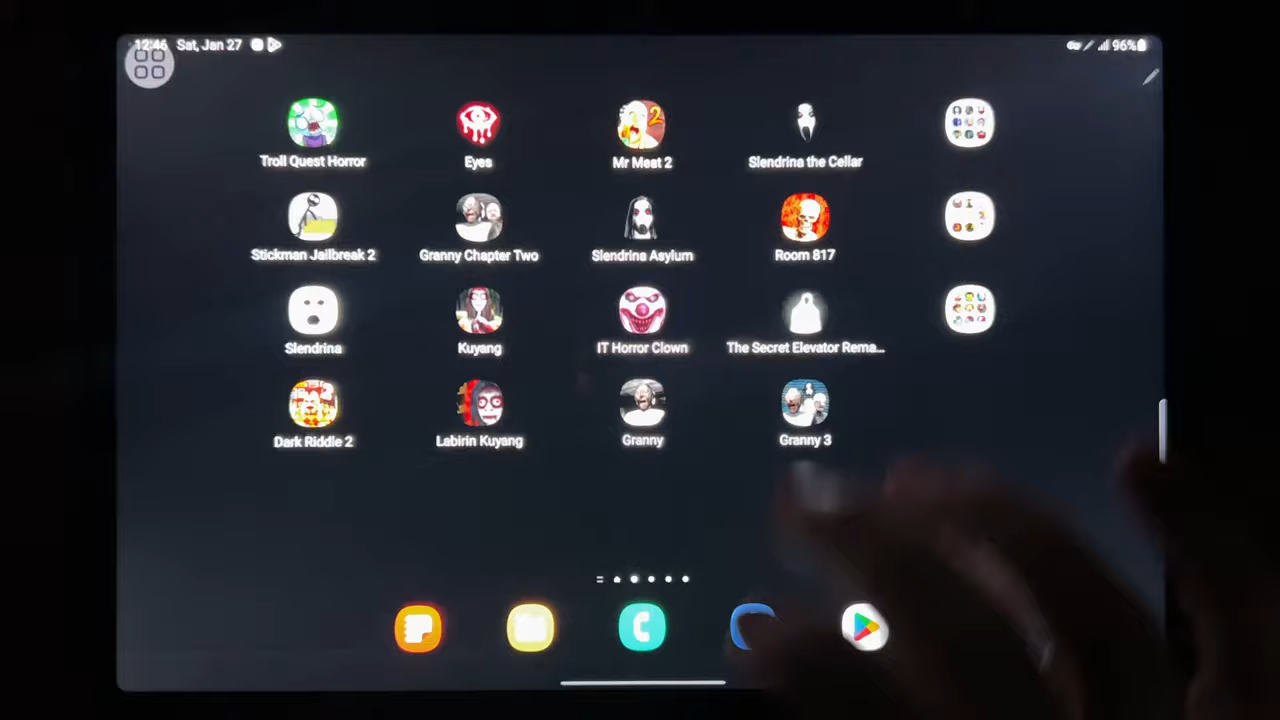 12:46 Sat, Jan 27
96%
Troll Quest Horror
Eyes
Mr Meat 2
Slendrina the Cellar
Stickman Jailbreak 2
Granny Chapter Two
Slendrina Asylum
Room 817
Slendrina
Kuyang
IT Horror Clown
The Secret Elevator Rema...
Dark Riddle 2
Labirin Kuyang
Granny
Granny 3